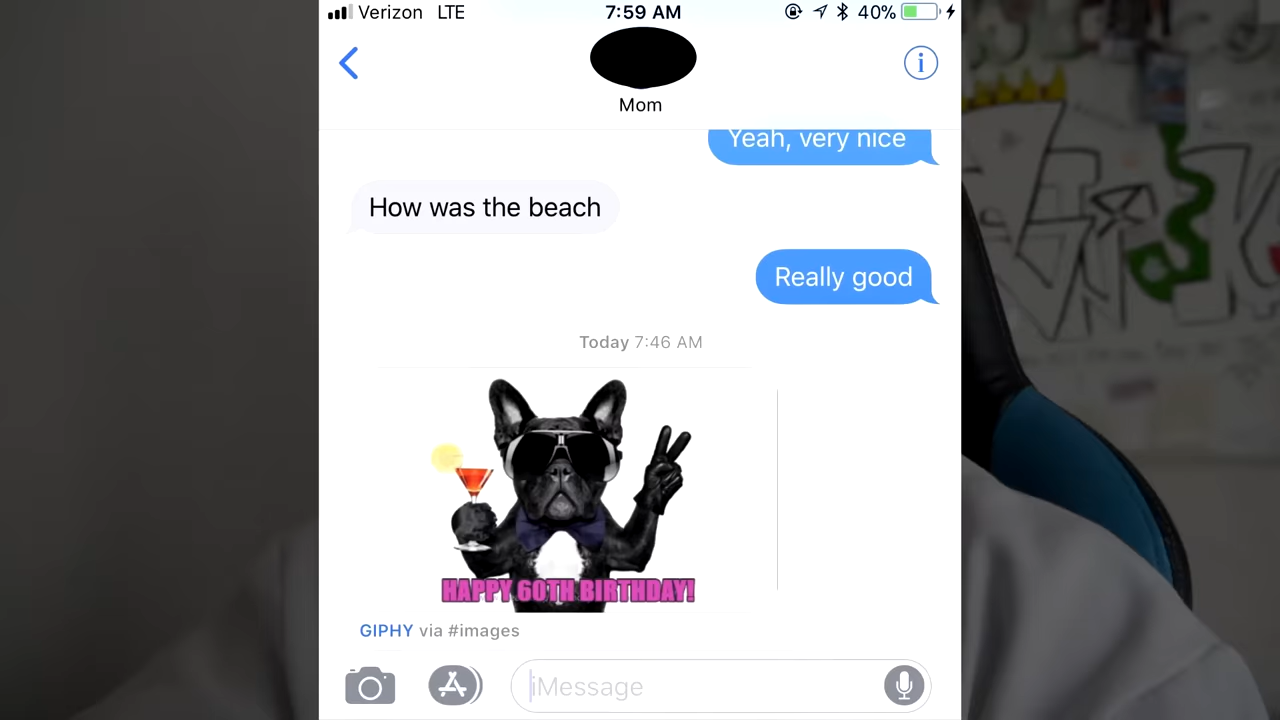 Verizon LTE 7:59 AM 40%
Mom
Yeah, very nice
How was the beach
Really good
Today 7:46 AM
HAPPY 60TH BIRTHDAY!
GIPHY via #images
iMessage